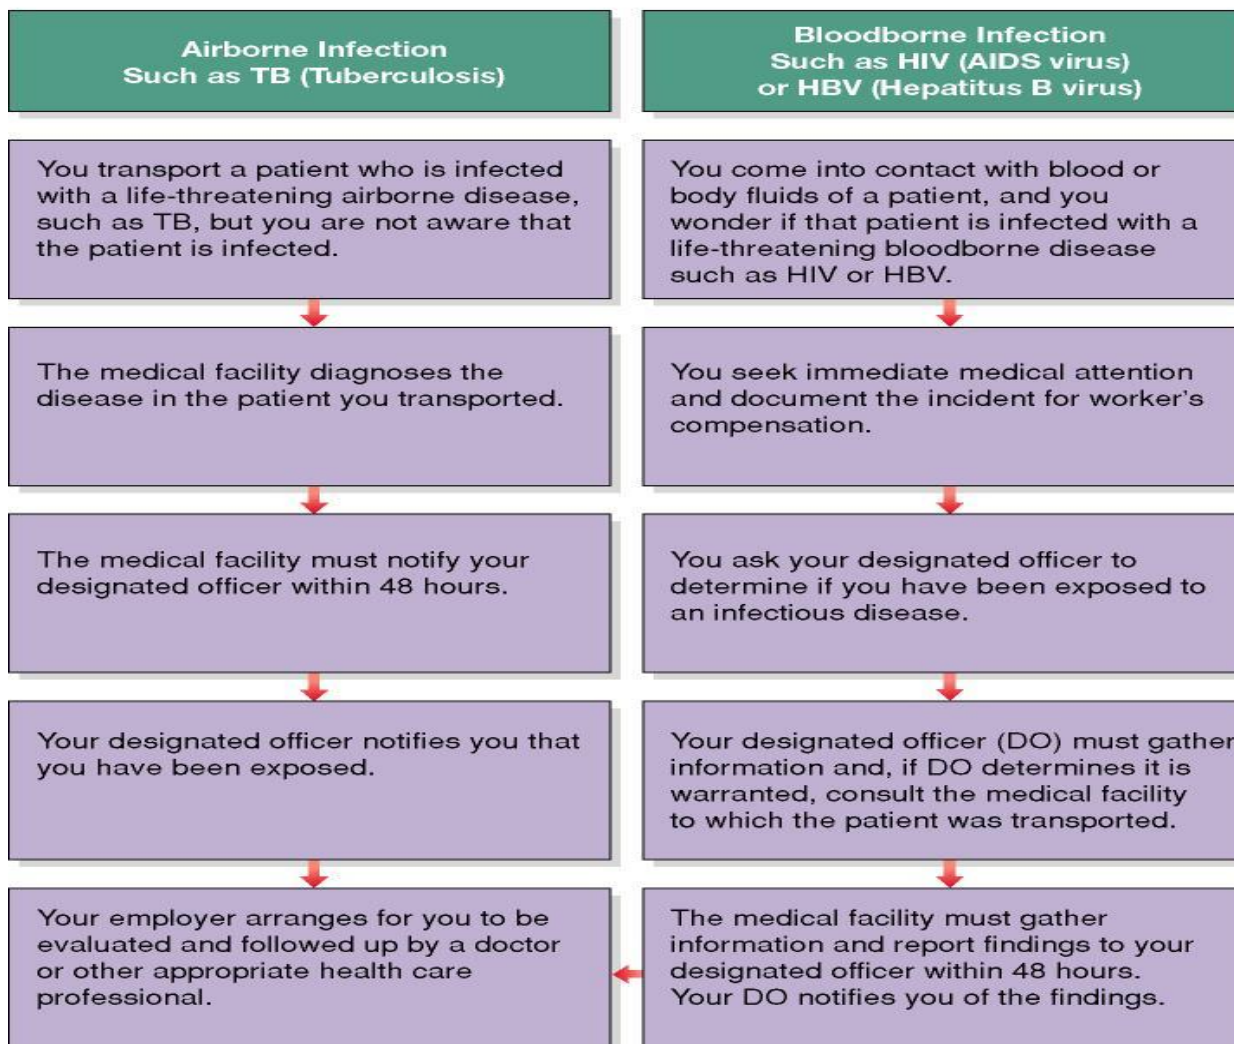 Airborne Infection
Such as TB (Tuberculosis)
You transport a patient who is infected
with a life-threatening airborne disease,
such as TB, but you are not aware that
the patient is infected.
The medical facility diagnoses the
disease in the patient you transported.
The medical facility must notify your
designated officer within 48 hours.
Your designated officer notifies you that
you have been exposed.
Your employer arranges for you to be
evaluated and followed up by a doctor
or other appropriate health care
professional.
Bloodborne Infection
Such as HIV (AIDS virus)
or HBV (Hepatitus B virus)
You come into contact with blood or
body fluids of a patient, and you
wonder if that patient is infected with a
life-threatening bloodborne disease
such as HIV or HBV.
You seek immediate medical attention
and document the incident for worker's
compensation.
You ask your designated officer to
determine if you have been exposed to
an infectious disease.
Your designated officer (DO) must gather
information and, if DO determines it is
warranted, consult the medical facility
to which the patient was transported.
The medical facility must gather
information and report findings to your
designated officer within 48 hours.
Your DO notifies you of the findings.